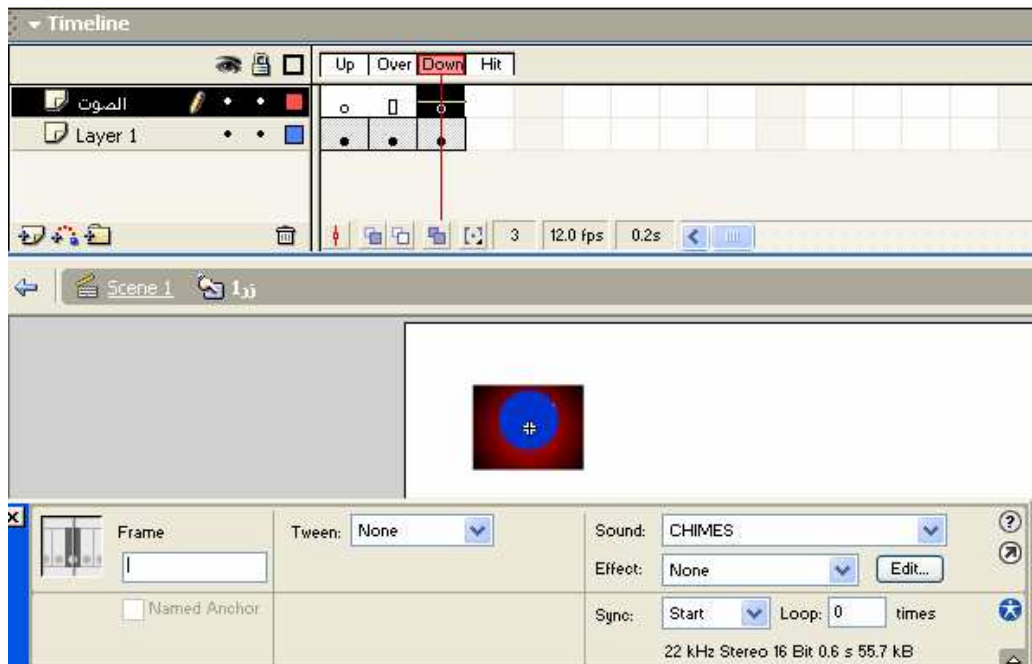 Timeline
Up Over Down Hit
الصوت
Layer 1
3 12.0 fps 0.2s
Scene 1 زر1
Frame Tween: None Sound: CHIMES
Effect: None Edit...
Named Anchor Sync: Start Loop: 0 times
22 kHz Stereo 16 Bit 0.6 s 55.7 kB